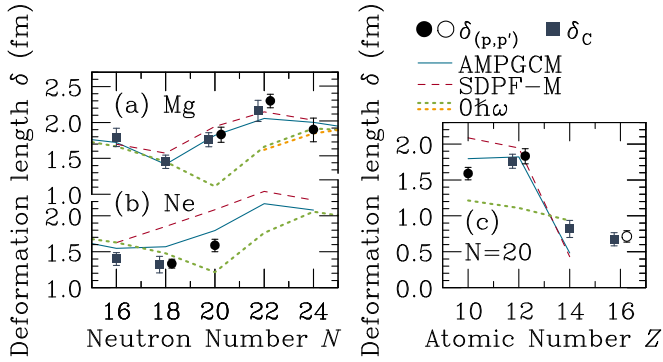 δ(p,p′)
δC
AMPGCM
SDPF−M
0ħω
Deformation length δ (fm)
2.5
2.0
1.5
1.0
2.0
1.5
1.0
(a) Mg
(b) Ne
16 18 20 22 24
Neutron Number N
Deformation length δ (fm)
2.0
1.5
1.0
0.5
0.0
(c)
N=20
10 12 14 16
Atomic Number Z